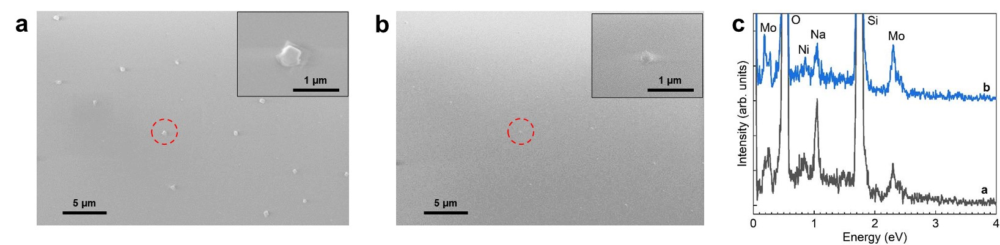 a
1 µm
5 µm
b
1 µm
5 µm
c
Intensity (arb. units)
Mo
O
Ni
Na
Si
Mo
b
a
0 1 2 3 4
Energy (eV)